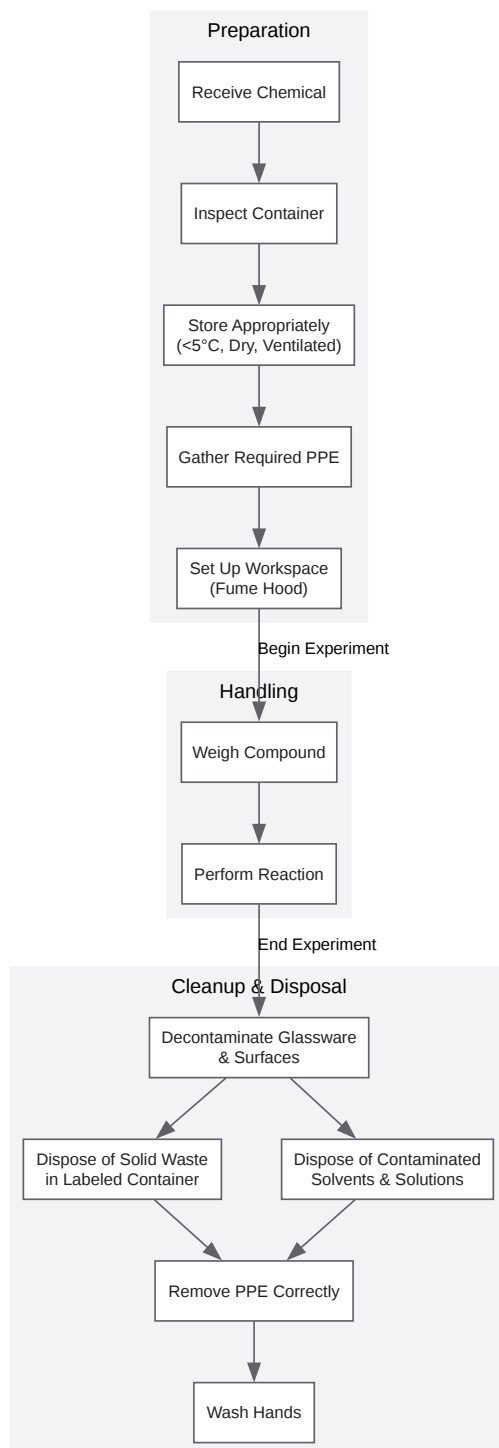 Preparation
Receive Chemical
Inspect Container
Store Appropriately
(<5°C, Dry, Ventilated)
Gather Required PPE
Set Up Workspace
(Fume Hood)
Begin Experiment
Handling
Weigh Compound
Perform Reaction
End Experiment
Cleanup & Disposal
Decontaminate Glassware
& Surfaces
Dispose of Solid Waste
in Labeled Container
Dispose of Contaminated
Solvents & Solutions
Remove PPE Correctly
Wash Hands